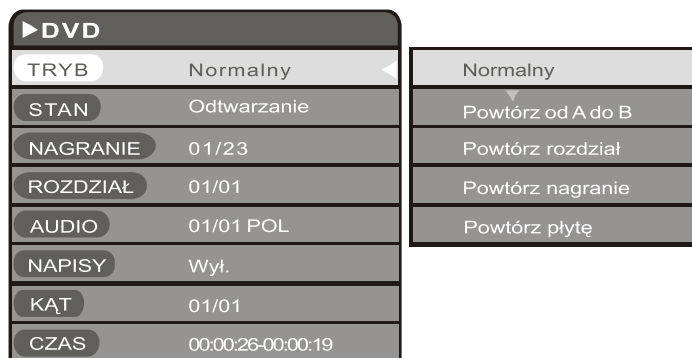 DVD
TRYB Normalny
STAN Odtwarzanie
NAGRANIE 01/23
ROZDZIAŁ 01/01
AUDIO 01/01 POL
NAPISY Wył.
KĄT 01/01
CZAS 00:00:26-00:00:19
Normalny
Powtórz od A do B
Powtórz rozdział
Powtórz nagranie
Powtórz płytę